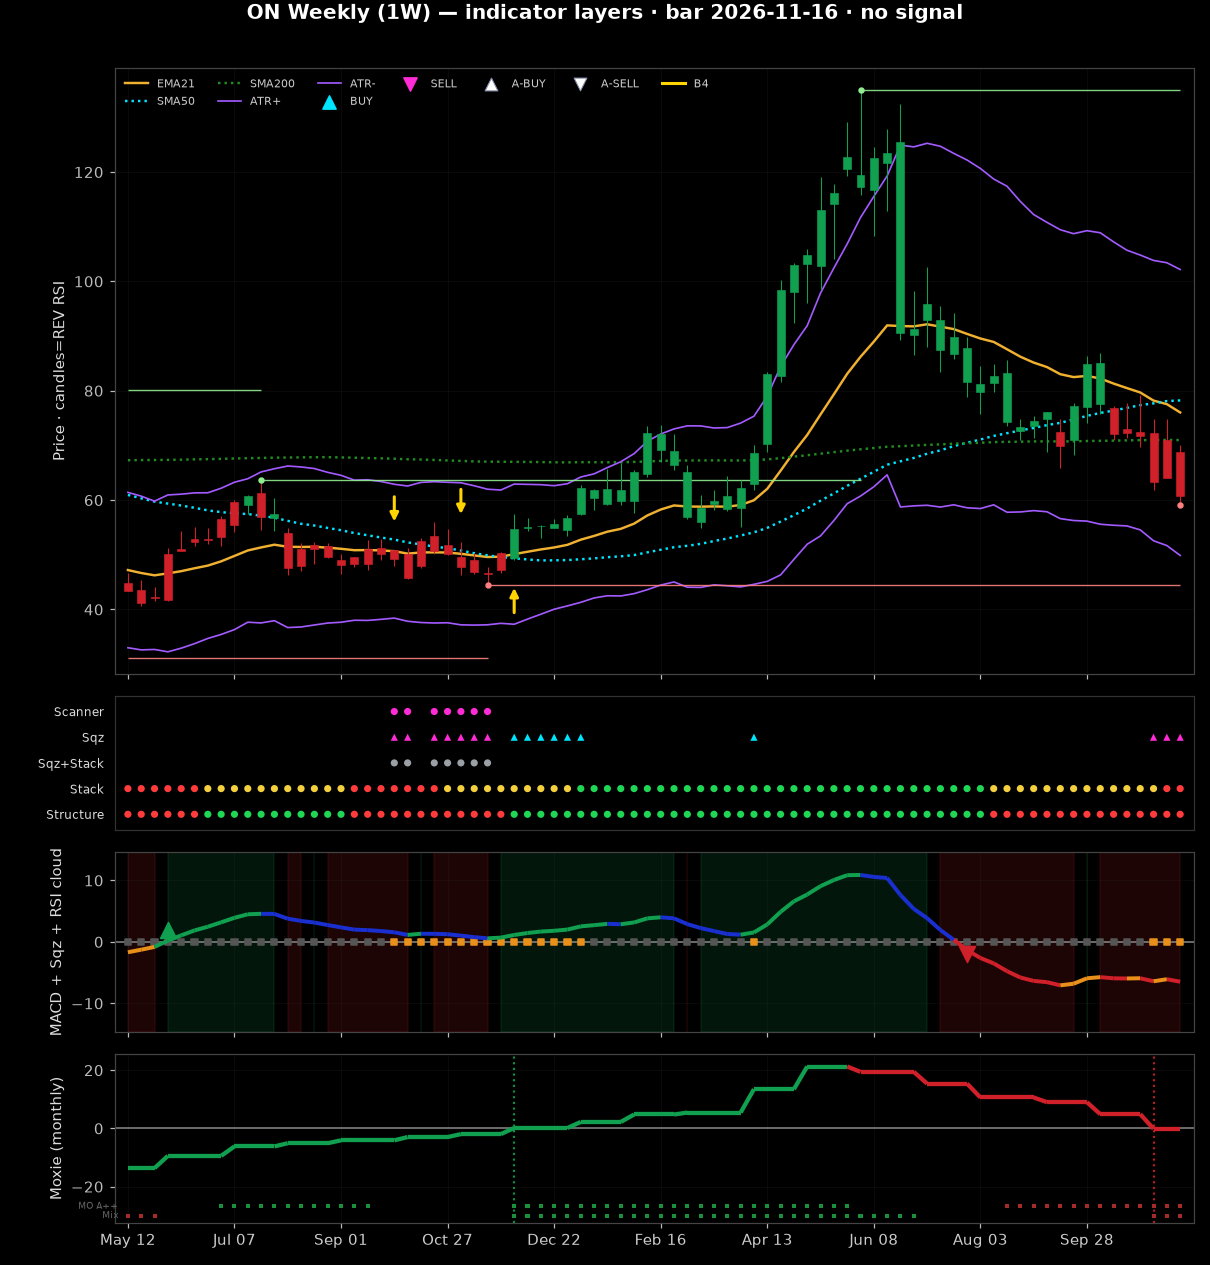 ON Weekly (1W) — indicator layers · bar 2026-11-16 · no signal
EMA21 SMA200 ATR- SELL A-BUY A-SELL B4
SMA50 ATR+ BUY
Price · candles=REV RSI
120
100
80
60
40
Scanner
Sqz
Sqz+Stack
Stack
Structure
MACD + Sqz + RSI cloud
10
0
−10
Moxie (monthly)
20
0
−20
MO A++
Mix
May 12 Jul 07 Sep 01 Oct 27 Dec 22 Feb 16 Apr 13 Jun 08 Aug 03 Sep 28